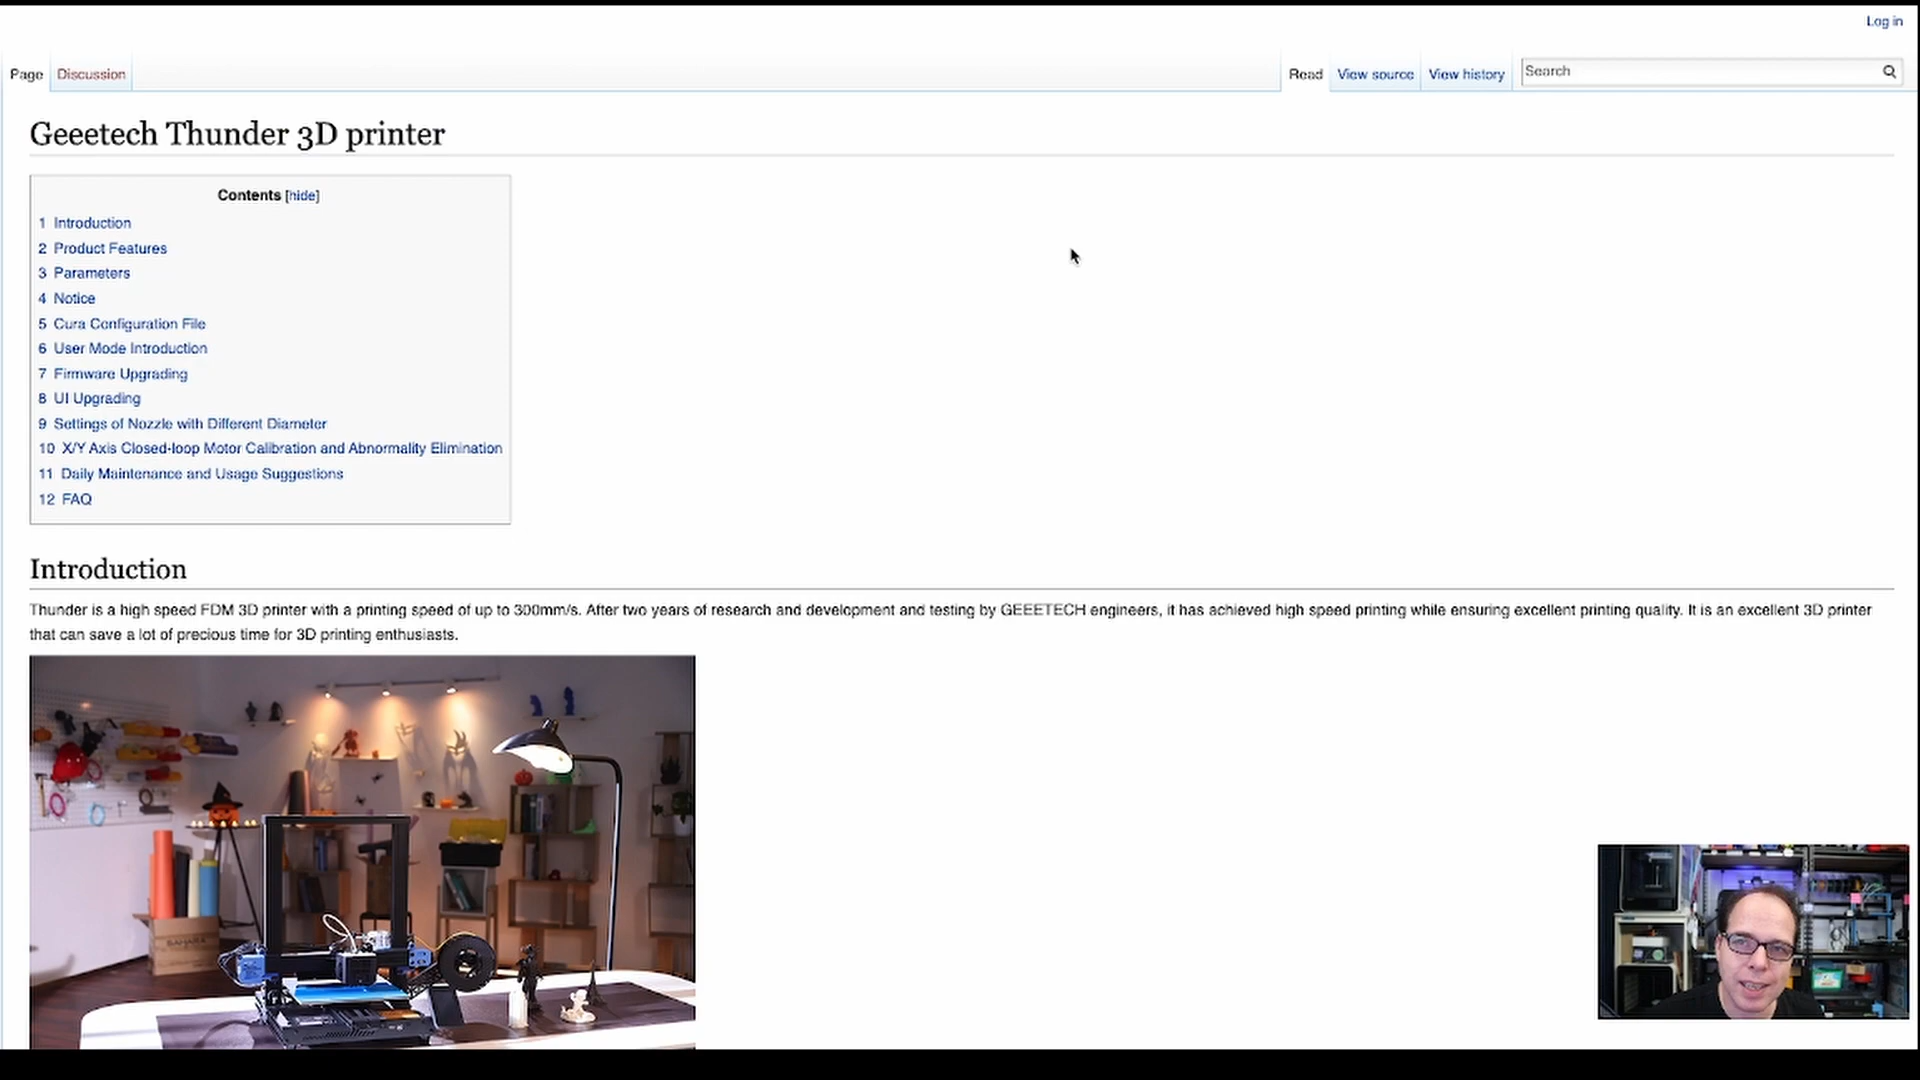 Log in
Page
Discussion
Read
View source
View history
Search
Geeetech Thunder 3D printer
Contents [hide]
1 Introduction
2 Product Features
3 Parameters
4 Notice
5 Cura Configuration File
6 User Mode Introduction
7 Firmware Upgrading
8 UI Upgrading
9 Settings of Nozzle with Different Diameter
10 X/Y Axis Closed-loop Motor Calibration and Abnormality Elimination
11 Daily Maintenance and Usage Suggestions
12 FAQ
Introduction
Thunder is a high speed FDM 3D printer with a printing speed of up to 300mm/s. After two years of research and development and testing by GEEETECH engineers, it has achieved high speed printing while ensuring excellent printing quality. It is an excellent 3D printer
that can save a lot of precious time for 3D printing enthusiasts.